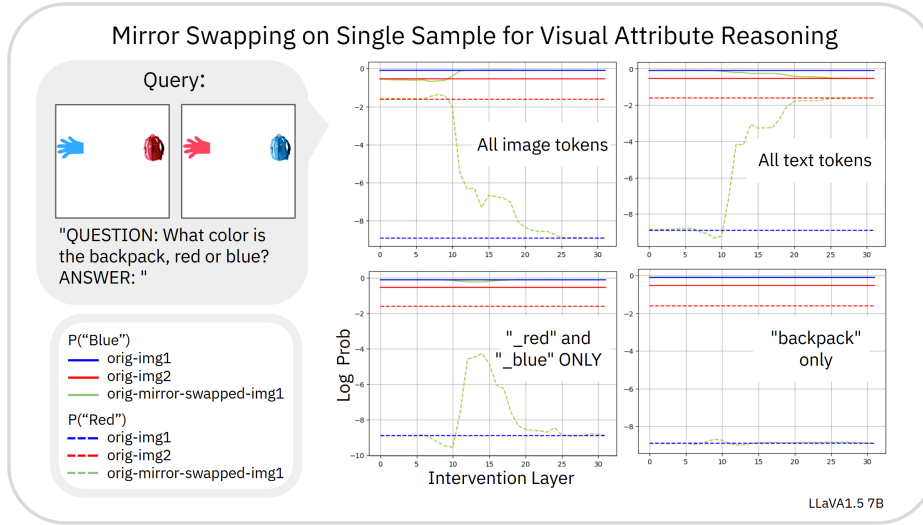 Mirror Swapping on Single Sample for Visual Attribute Reasoning
Query:
"QUESTION: What color is
the backpack, red or blue?
ANSWER: "
P("Blue")
orig-img1
orig-img2
orig-mirror-swapped-img1
P("Red")
orig-img1
orig-img2
orig-mirror-swapped-img1
0
−2
−4
−6
−8
0 5 10 15 20 25 30
All image tokens
0
−2
−4
−6
−8
0 5 10 15 20 25 30
All text tokens
Log Prob
0
−2
−4
−6
−8
−10
0 5 10 15 20 25 30
"_red" and
"_blue" ONLY
Intervention Layer
0
−2
−4
−6
−8
0 5 10 15 20 25 30
"backpack"
only
LLaVA1.5 7B